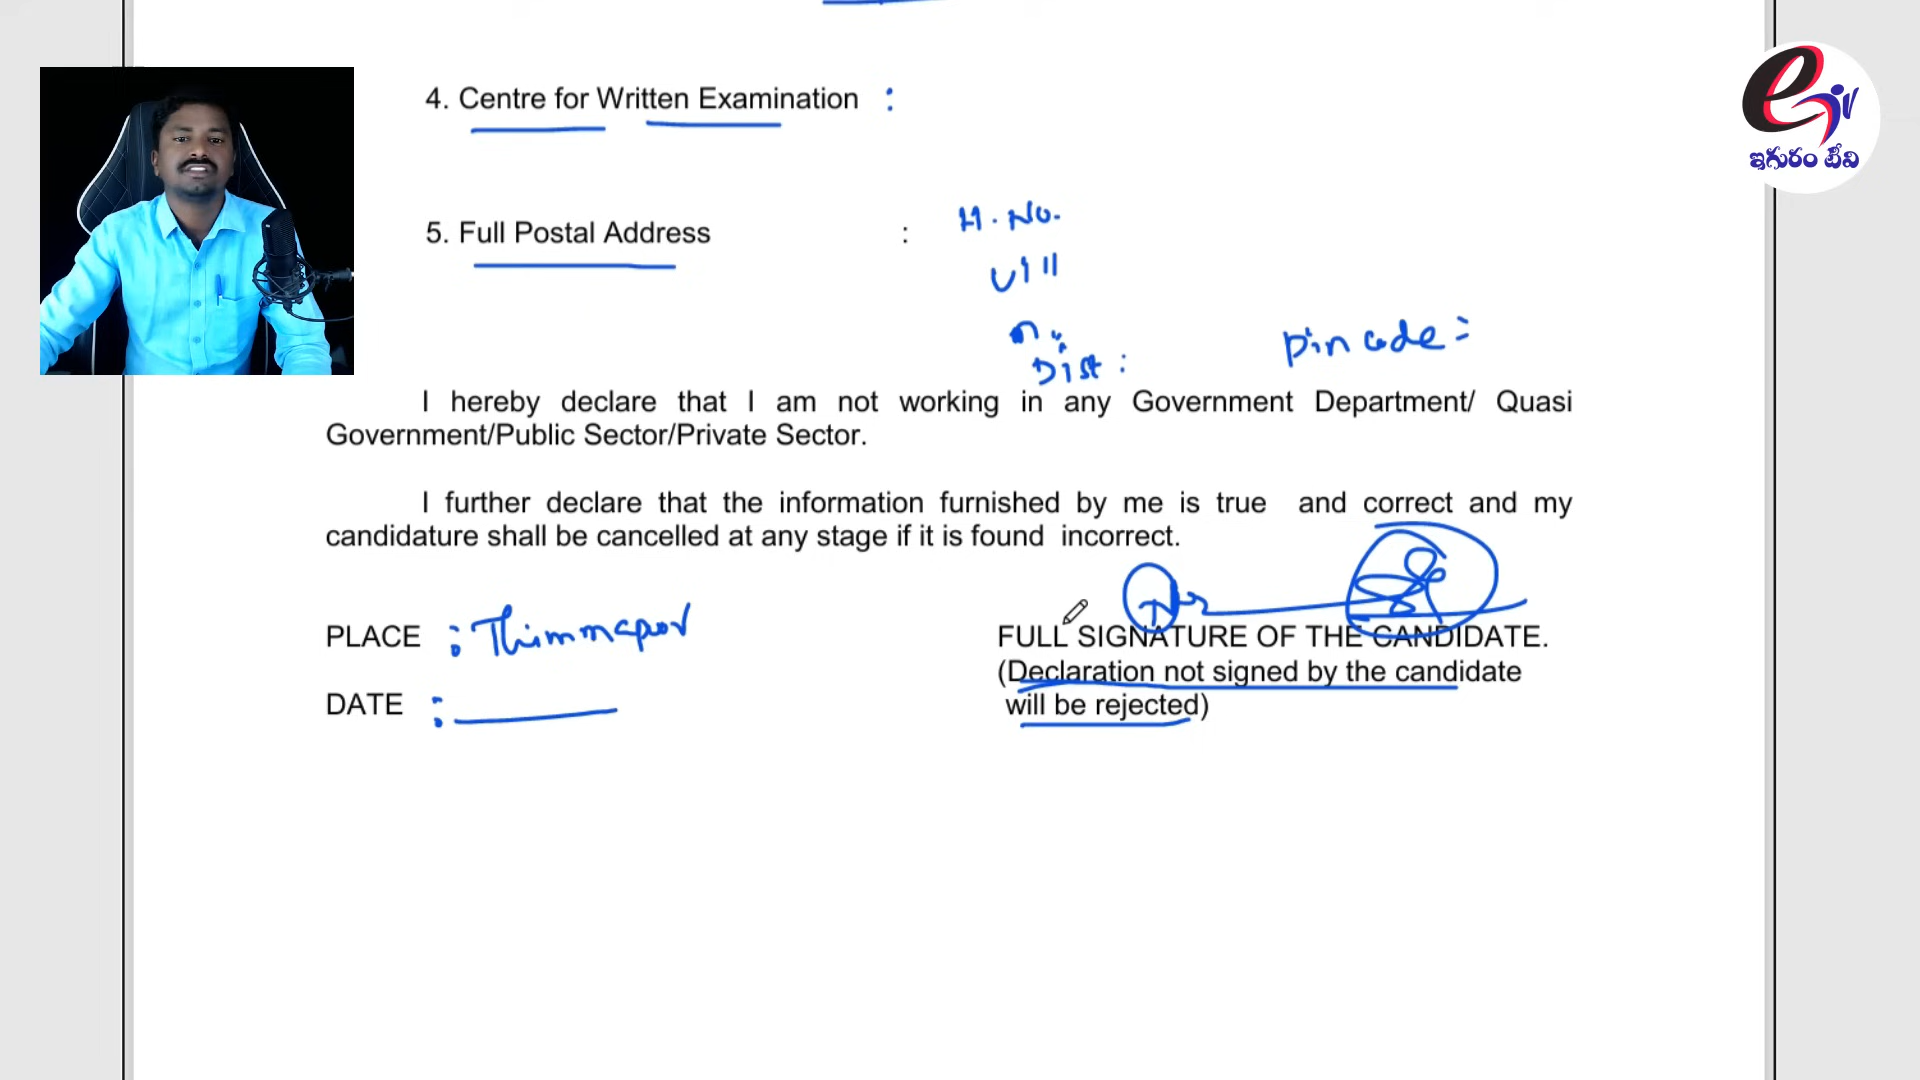 ఇగురం టీవి
4. Centre for Written Examination :
5. Full Postal Address : H. No.
Vill
Dist :
Pin code =
I hereby declare that I am not working in any Government Department/ Quasi
Government/Public Sector/Private Sector.
I further declare that the information furnished by me is true and correct and my
candidature shall be cancelled at any stage if it is found incorrect.
PLACE : Thimmapur
FULL SIGNATURE OF THE CANDIDATE.
(Declaration not signed by the candidate
DATE :
will be rejected)